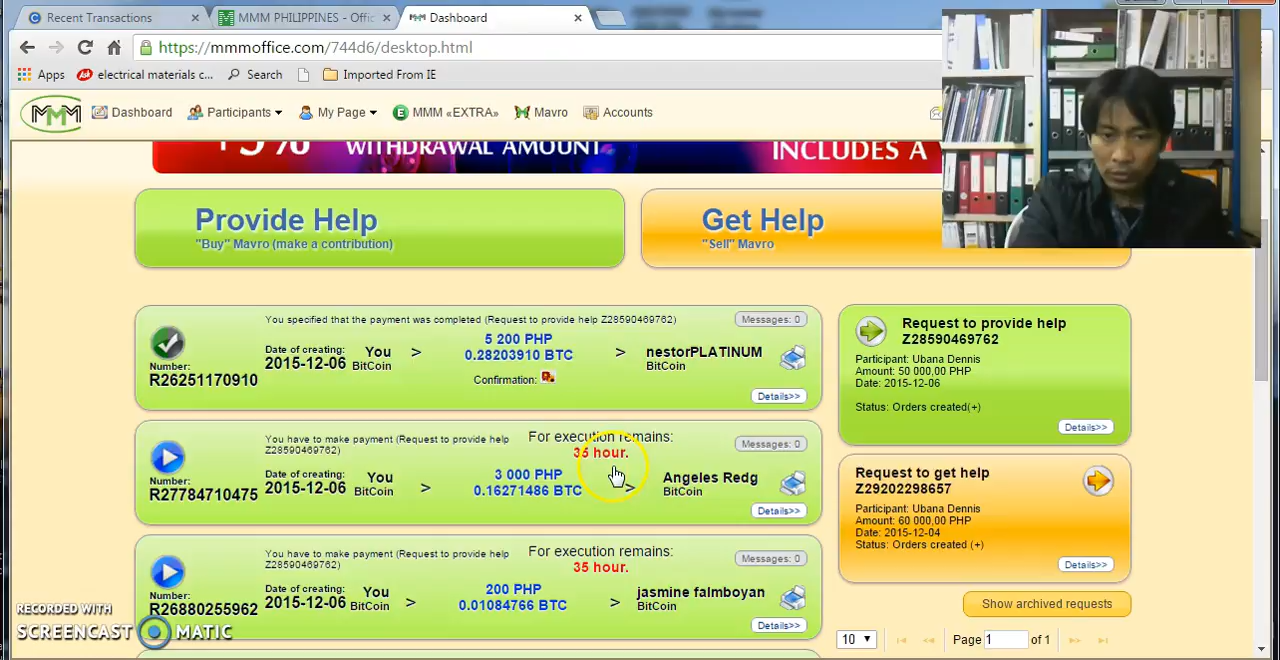 Recent Transactions
MMM PHILIPPINES - Offic
Dashboard
https://mmmoffice.com/744d6/desktop.html
Apps
electrical materials c...
Search
Imported From IE
MMM
Dashboard
Participants
My Page
MMM «EXTRA»
Mavro
Accounts
WITHDRAWAL AMOUNT
INCLUDES A
Provide Help
"Buy" Mavro (make a contribution)
Get Help
"Sell" Mavro
You specified that the payment was completed (Request to provide help Z28590469762)
Messages: 0
Number:
R26251170910
Date of creating:
2015-12-06
You
BitCoin
>
5 200 PHP
0.28203910 BTC
Confirmation:
>
nestorPLATINUM
BitCoin
Details>>
You have to make payment (Request to provide help
Z28590469762)
For execution remains:
35 hour.
Messages: 0
Number:
R27784710475
Date of creating:
2015-12-06
You
BitCoin
>
3 000 PHP
0.16271486 BTC
>
Angeles Redg
BitCoin
Details>>
You have to make payment (Request to provide help
Z28590469762)
For execution remains:
35 hour.
Messages: 0
Number:
R26880255962
Date of creating:
2015-12-06
You
BitCoin
>
200 PHP
0.01084766 BTC
>
jasmine falmboyan
BitCoin
Details>>
Request to provide help
Z28590469762
Participant: Ubana Dennis
Amount: 50 000,00 PHP
Date: 2015-12-06
Status: Orders created(+)
Details>>
Request to get help
Z29202298657
Participant: Ubana Dennis
Amount: 60 000,00 PHP
Date: 2015-12-04
Status: Orders created (+)
Details>>
Show archived requests
10
Page 1 of 1
RECORDED WITH
SCREENCAST MATIC